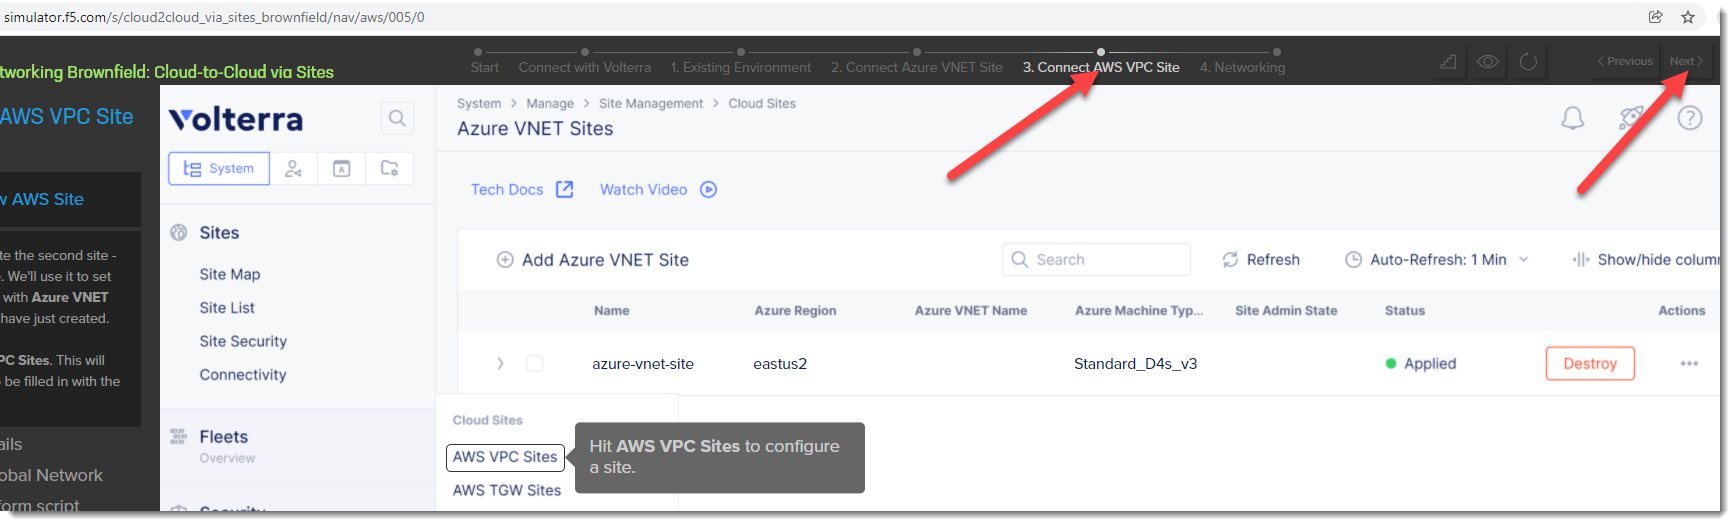 simulator.f5.com/s/cloud2cloud_via_sites_brownfield/nav/aws/005/0
tworking Brownfield: Cloud-to-Cloud via Sites
Start
Connect with Volterra
1. Existing Environment
2. Connect Azure VNET Site
3. Connect AWS VPC Site
4. Networking
Previous
Next
AWS VPC Site
w AWS Site
te the second site -
. We'll use it to set
with Azure VNET
have just created.
PC Sites. This will
be filled in with the
ails
obal Network
form script
Volterra
System
Sites
Site Map
Site List
Site Security
Connectivity
Fleets
Overview
Security
System > Manage > Site Management > Cloud Sites
Azure VNET Sites
Tech Docs
Watch Video
Add Azure VNET Site
Search
Refresh
Auto-Refresh: 1 Min
Show/hide colum
Name
Azure Region
Azure VNET Name
Azure Machine Typ...
Site Admin State
Status
Actions
azure-vnet-site
eastus2
Standard_D4s_v3
Applied
Destroy
Cloud Sites
AWS VPC Sites
AWS TGW Sites
Hit AWS VPC Sites to configure
a site.